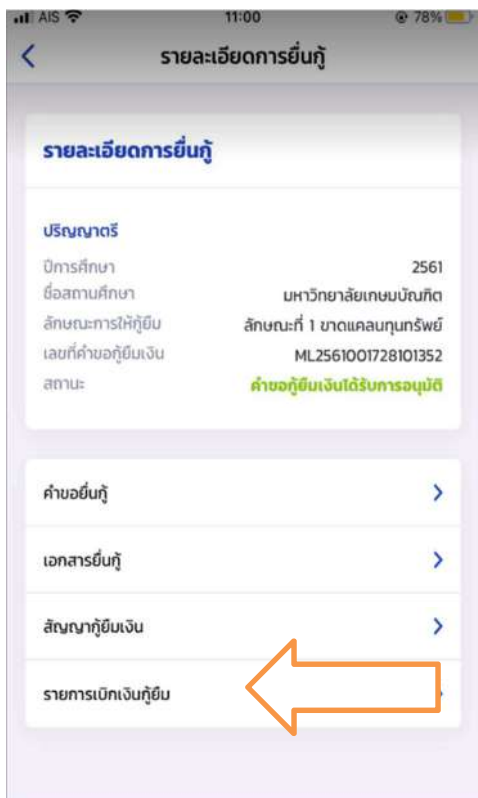 AIS 11:00 78%
รายละเอียดการยื่นกู้
รายละเอียดการยื่นกู้
ปริญญาตรี
ปีการศึกษา 2561
ชื่อสถานศึกษา มหาวิทยาลัยเกษมบัณฑิต
ลักษณะการให้กู้ยืม ลักษณะที่ 1 ขาดแคลนทุนทรัพย์
เลขที่คำขอกู้ยืมเงิน ML2561001728101352
สถานะ คำขอกู้ยืมเงินได้รับการอนุมัติ
คำขอยื่นกู้
เอกสารยื่นกู้
สัญญากู้ยืมเงิน
รายการเบิกเงินกู้ยืม